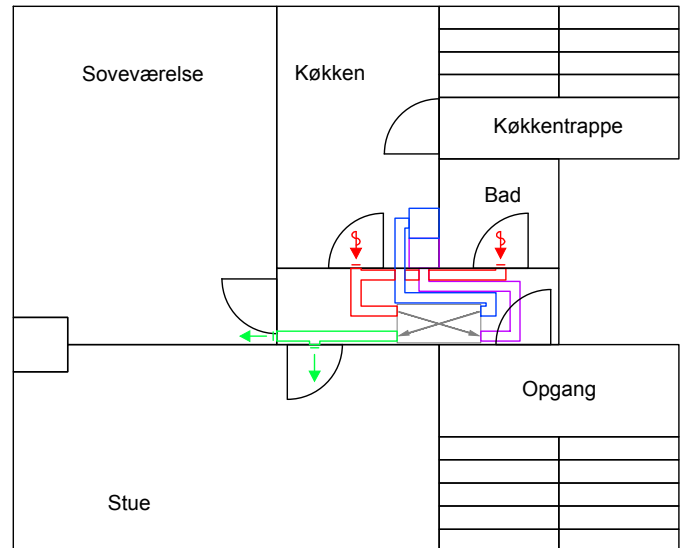 Soveværelse
Køkken
Køkkentrappe
Bad
Opgang
Stue